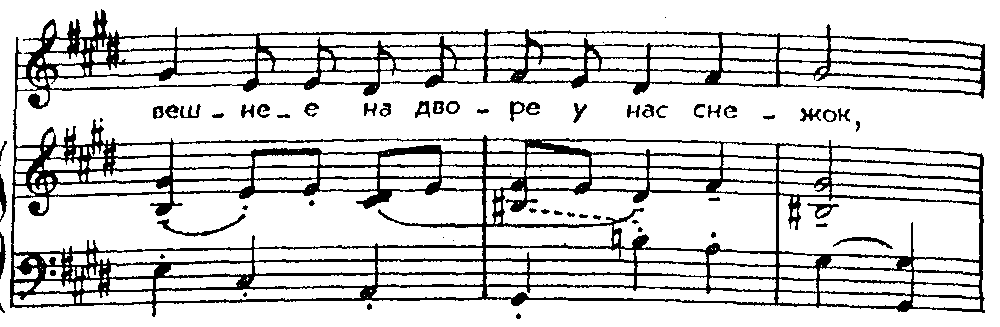 веш - не - е на дво - ре у нас сне - жок,